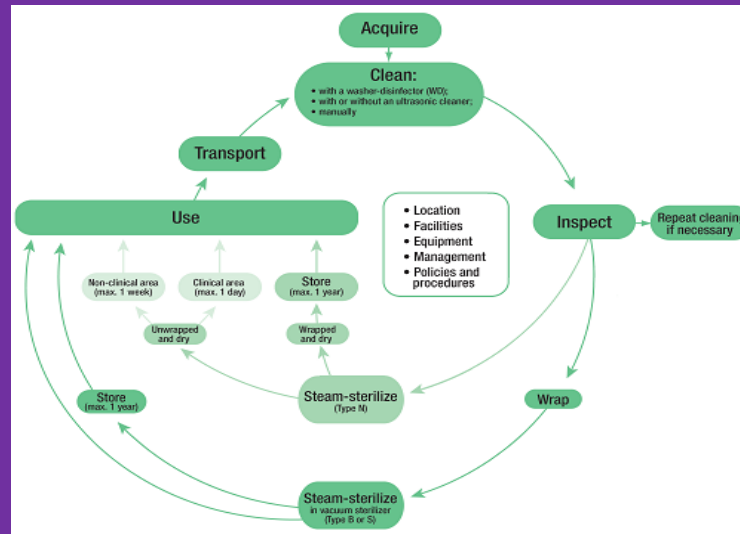 Acquire
Clean:
• with a washer-disinfector (WD);
• with or without an ultrasonic cleaner;
• manually
Transport
Use
• Location
• Facilities
• Equipment
• Management
• Policies and
procedures
Inspect
Repeat cleaning
if necessary
Non-clinical area
(max. 1 week)
Clinical area
(max. 1 day)
Store
(max. 1 year)
Unwrapped
and dry
Wrapped
and dry
Steam-sterilize
(Type N)
Store
(max. 1 year)
Wrap
Steam-sterilize
in vacuum sterilizer
(Type B or S)